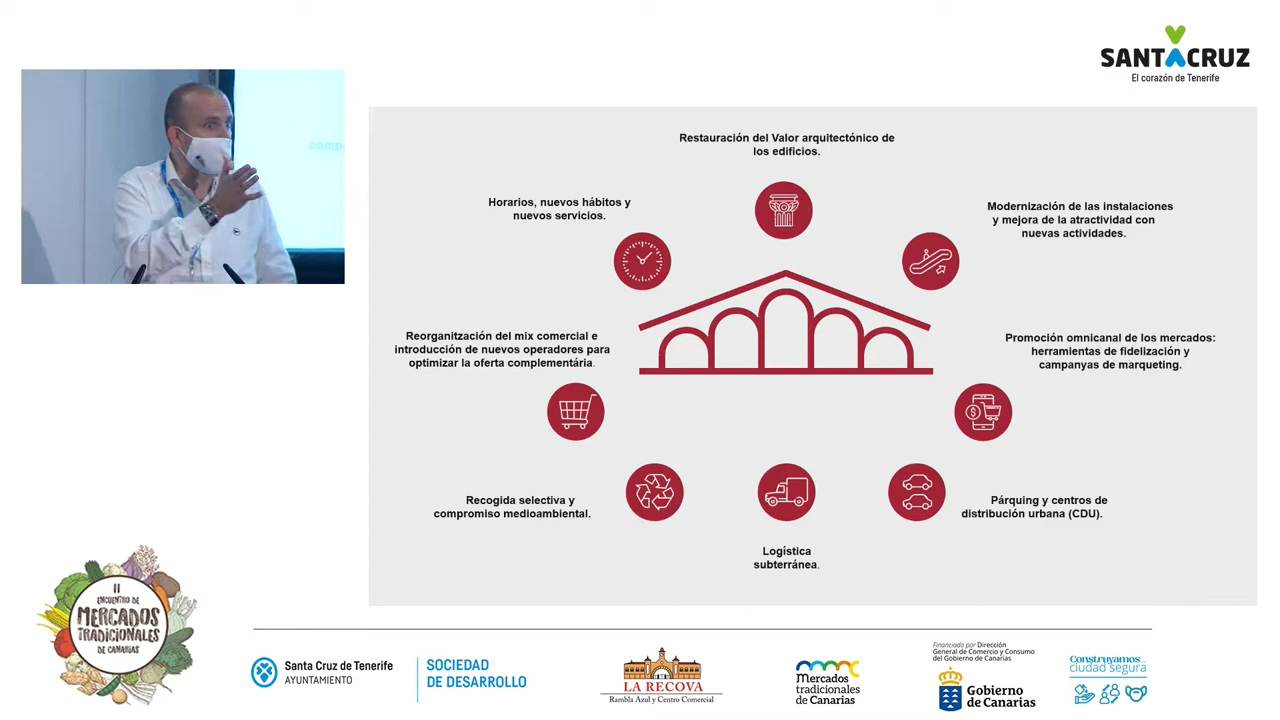 SANTACRUZ
El corazón de Tenerife
Restauración del Valor arquitectónico de
los edificios.
Horarios, nuevos hábitos y
nuevos servicios.
Modernización de las instalaciones
y mejora de la atractividad con
nuevas actividades.
Reorganitzación del mix comercial e
introducción de nuevos operadores para
optimizar la oferta complementária.
Promoción omnicanal de los mercados:
herramientas de fidelización y
campanyas de marqueting.
Recogida selectiva y
compromiso medioambiental.
Párquing y centros de
distribución urbana (CDU).
Logística
subterránea.
II
ENCUENTRO DE
MERCADOS
TRADICIONALES
DE CANARIAS
Santa Cruz de Tenerife
AYUNTAMIENTO
SOCIEDAD
DE DESARROLLO
LA RECOVA
Rambla Azul y Centro Comercial
Mercados
tradicionales
de Canarias
Financiado por Dirección
General de Comercio y Consumo
del Gobierno de Canarias
Gobierno
de Canarias
Construyamos
ciudad segura